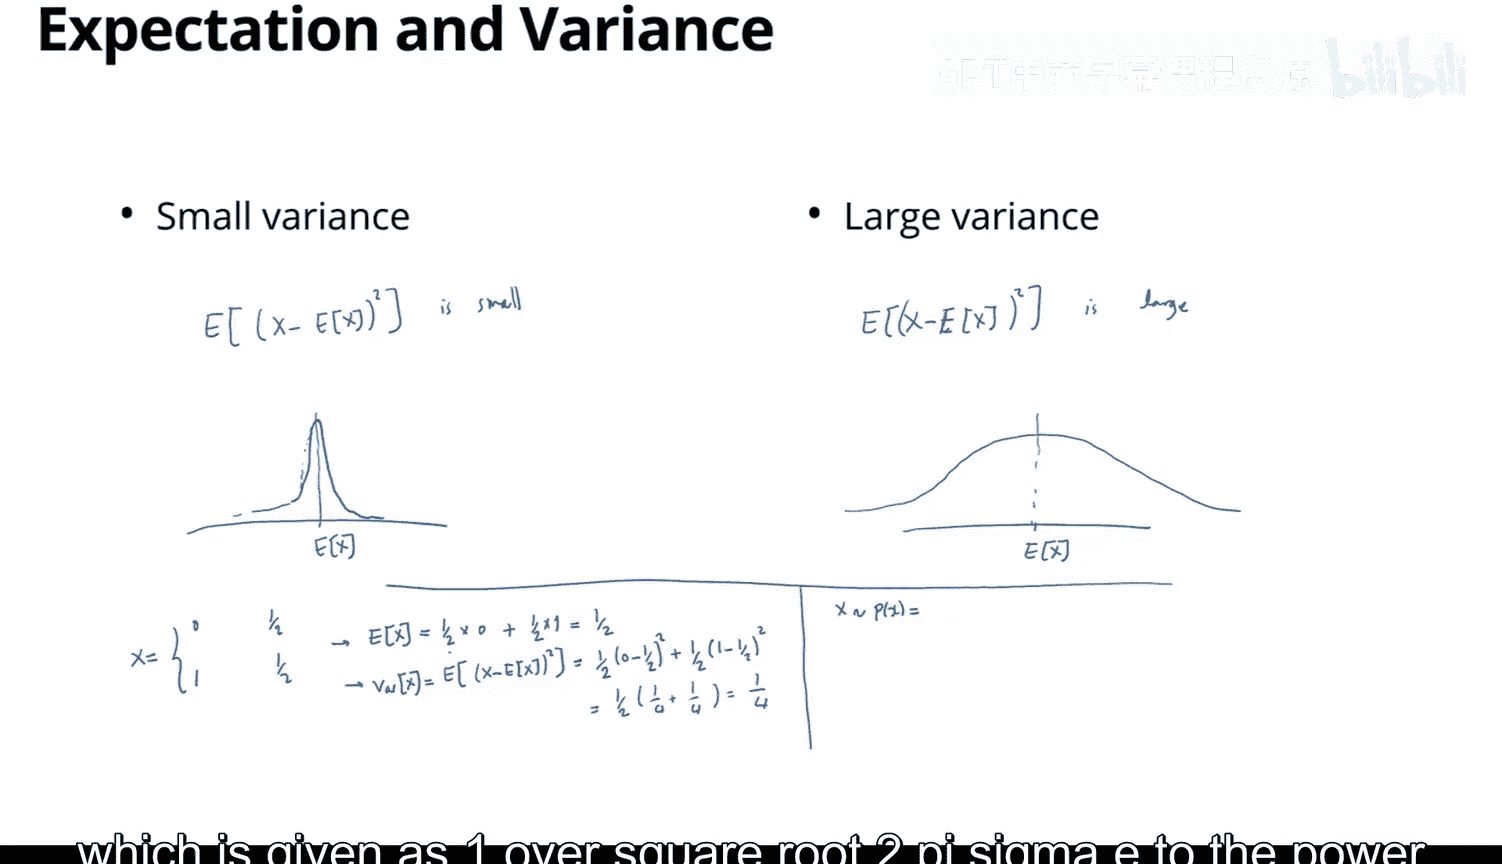 Expectation and Variance
bilibili
• Small variance
E[(x-E[x])²] is small
E[x]
• Large variance
E[(x-E[x])²] is large
E[x]
x= { 0 1/2
1 1/2
→ E[x] = 1/2 × 0 + 1/2 × 1 = 1/2
→ Var[x] = E[(x-E[x])²] = 1/2 (0-1/2)² + 1/2 (1-1/2)²
= 1/2 (1/4 + 1/4) = 1/4
x ~ p(x) =
which is given as 1 over square root 2 pi sigma e to the power